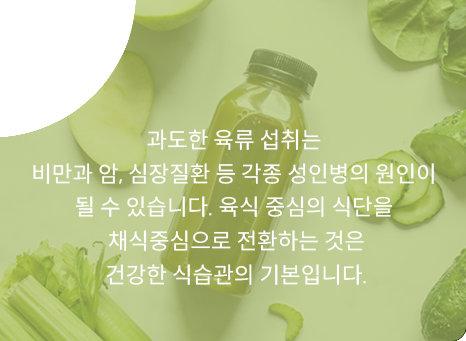 과도한 육류 섭취는
비만과 암, 심장질환 등 각종 성인병의 원인이
될 수 있습니다. 육식 중심의 식단을
채식중심으로 전환하는 것은
건강한 식습관의 기본입니다.